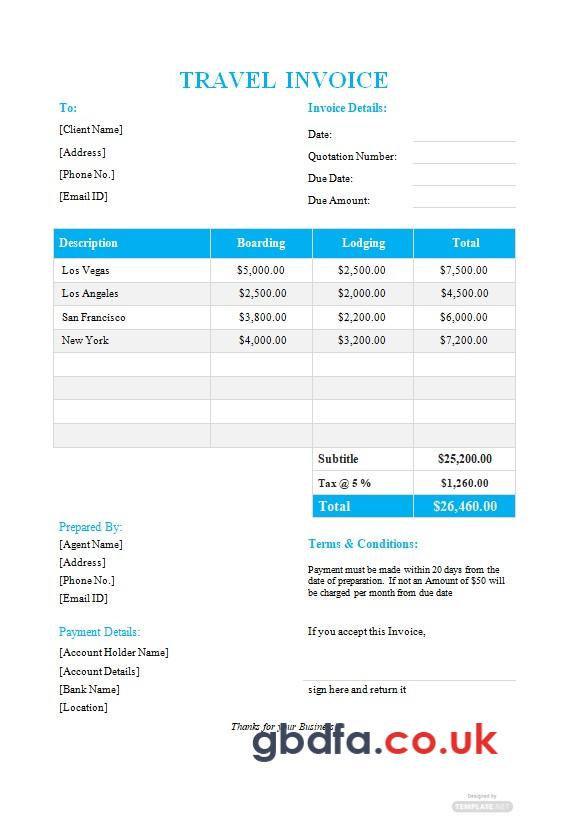 TRAVEL INVOICE
To:
[Client Name]
[Address]
[Phone No.]
[Email ID]
Invoice Details:
Date:
Quotation Number:
Due Date:
Due Amount:
Description Boarding Lodging Total
Los Vegas $5,000.00 $2,500.00 $7,500.00
Los Angeles $2,500.00 $2,000.00 $4,500.00
San Francisco $3,800.00 $2,200.00 $6,000.00
New York $4,000.00 $3,200.00 $7,200.00
Subtitle $25,200.00
Tax @ 5 % $1,260.00
Total $26,460.00
Prepared By:
[Agent Name]
[Address]
[Phone No.]
[Email ID]
Terms & Conditions:
Payment must be made within 20 days from the
date of preparation. If not an Amount of $50 will
be charged per month from due date
Payment Details:
[Account Holder Name]
[Account Details]
[Bank Name]
[Location]
If you accept this Invoice,
sign here and return it
Thanks for your Business
gbdfa.co.uk
Designed by
TEMPLATE.NET